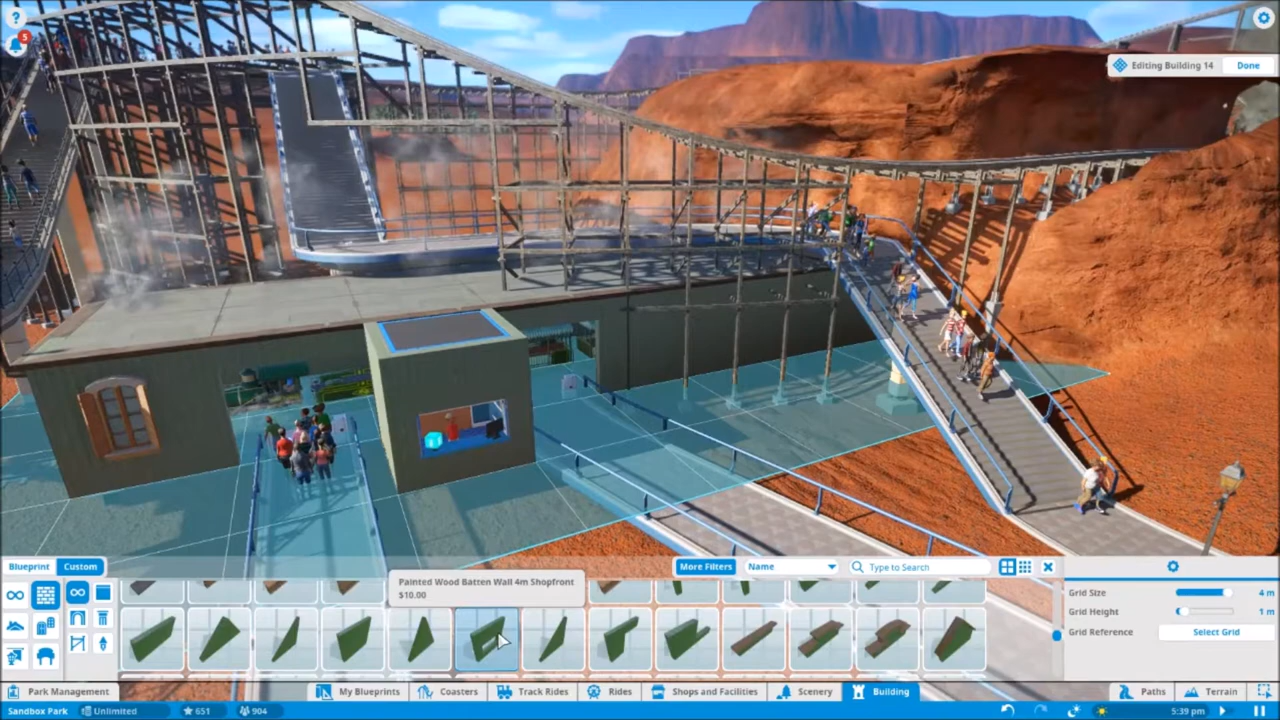 ?
5
Editing Building 14 Done
Blueprint Custom
More Filters Name Type to Search
Painted Wood Batten Wall 4m Shopfront
$10.00
Grid Size 4 m
Grid Height 1 m
Grid Reference Select Grid
Park Management My Blueprints Coasters Track Rides Rides Shops and Facilities Scenery Building Paths Terrain
Sandbox Park Unlimited 651 904 5:39 pm